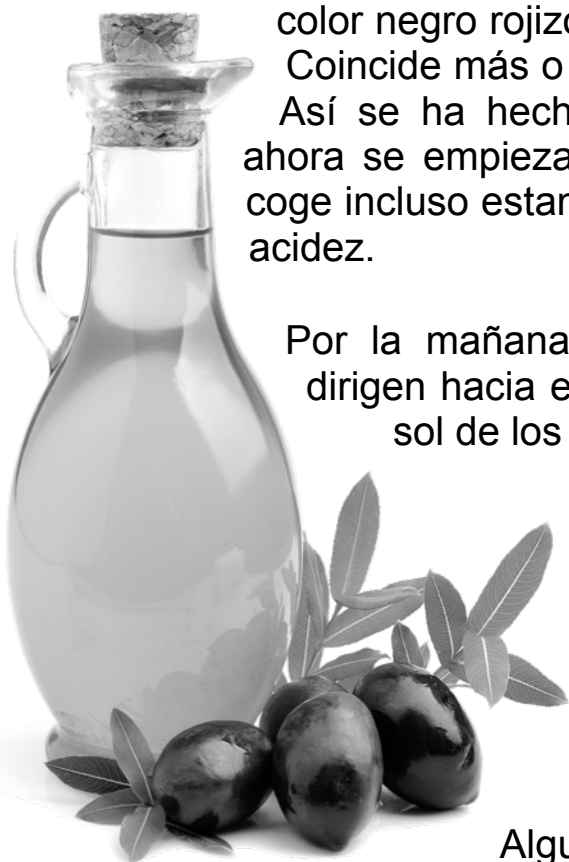 color negro rojizo
Coincide más o
Así se ha hech
ahora se empieza
coge incluso estar
acidez.
Por la mañana
dirigen hacia e
sol de los
Algu